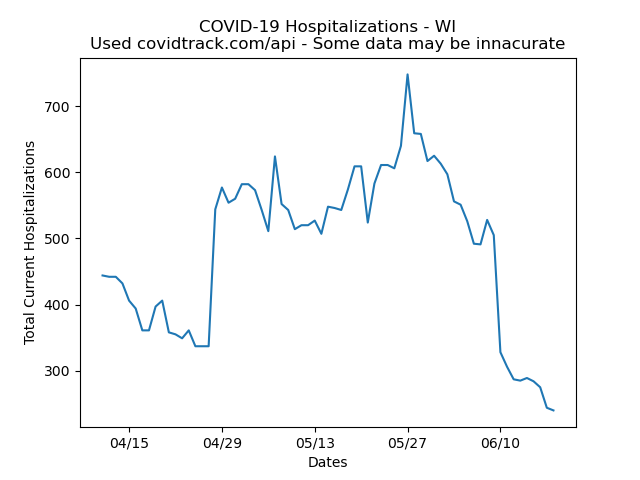 COVID-19 Hospitalizations - WI
Used covidtrack.com/api - Some data may be innacurate
Total Current Hospitalizations
700
600
500
400
300
04/15 04/29 05/13 05/27 06/10
Dates